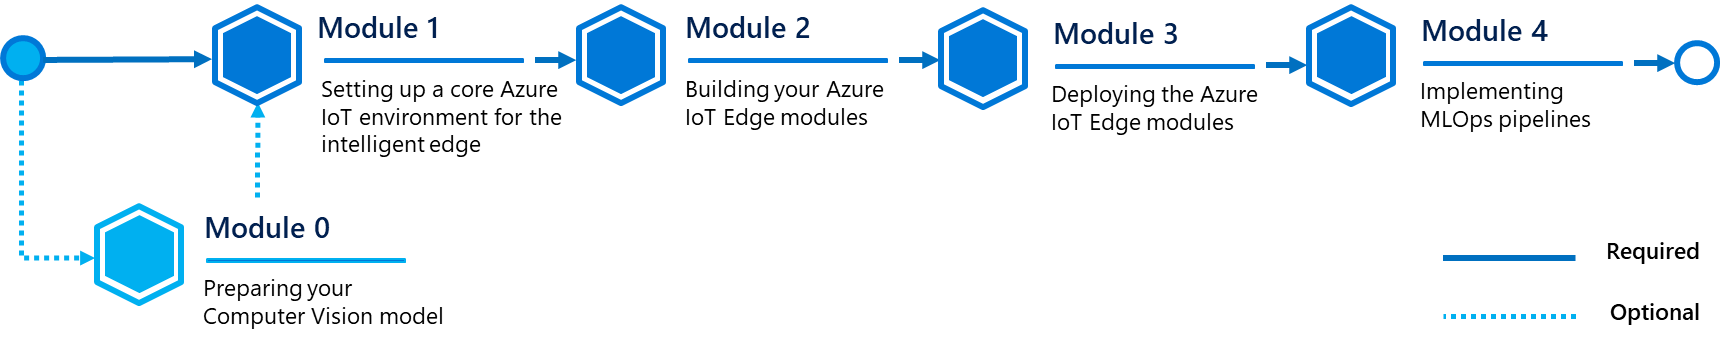 Module 1
Setting up a core Azure
IoT environment for the
intelligent edge
Module 2
Building your Azure
IoT Edge modules
Module 3
Deploying the Azure
IoT Edge modules
Module 4
Implementing
MLOps pipelines
Module 0
Preparing your
Computer Vision model
Required
Optional